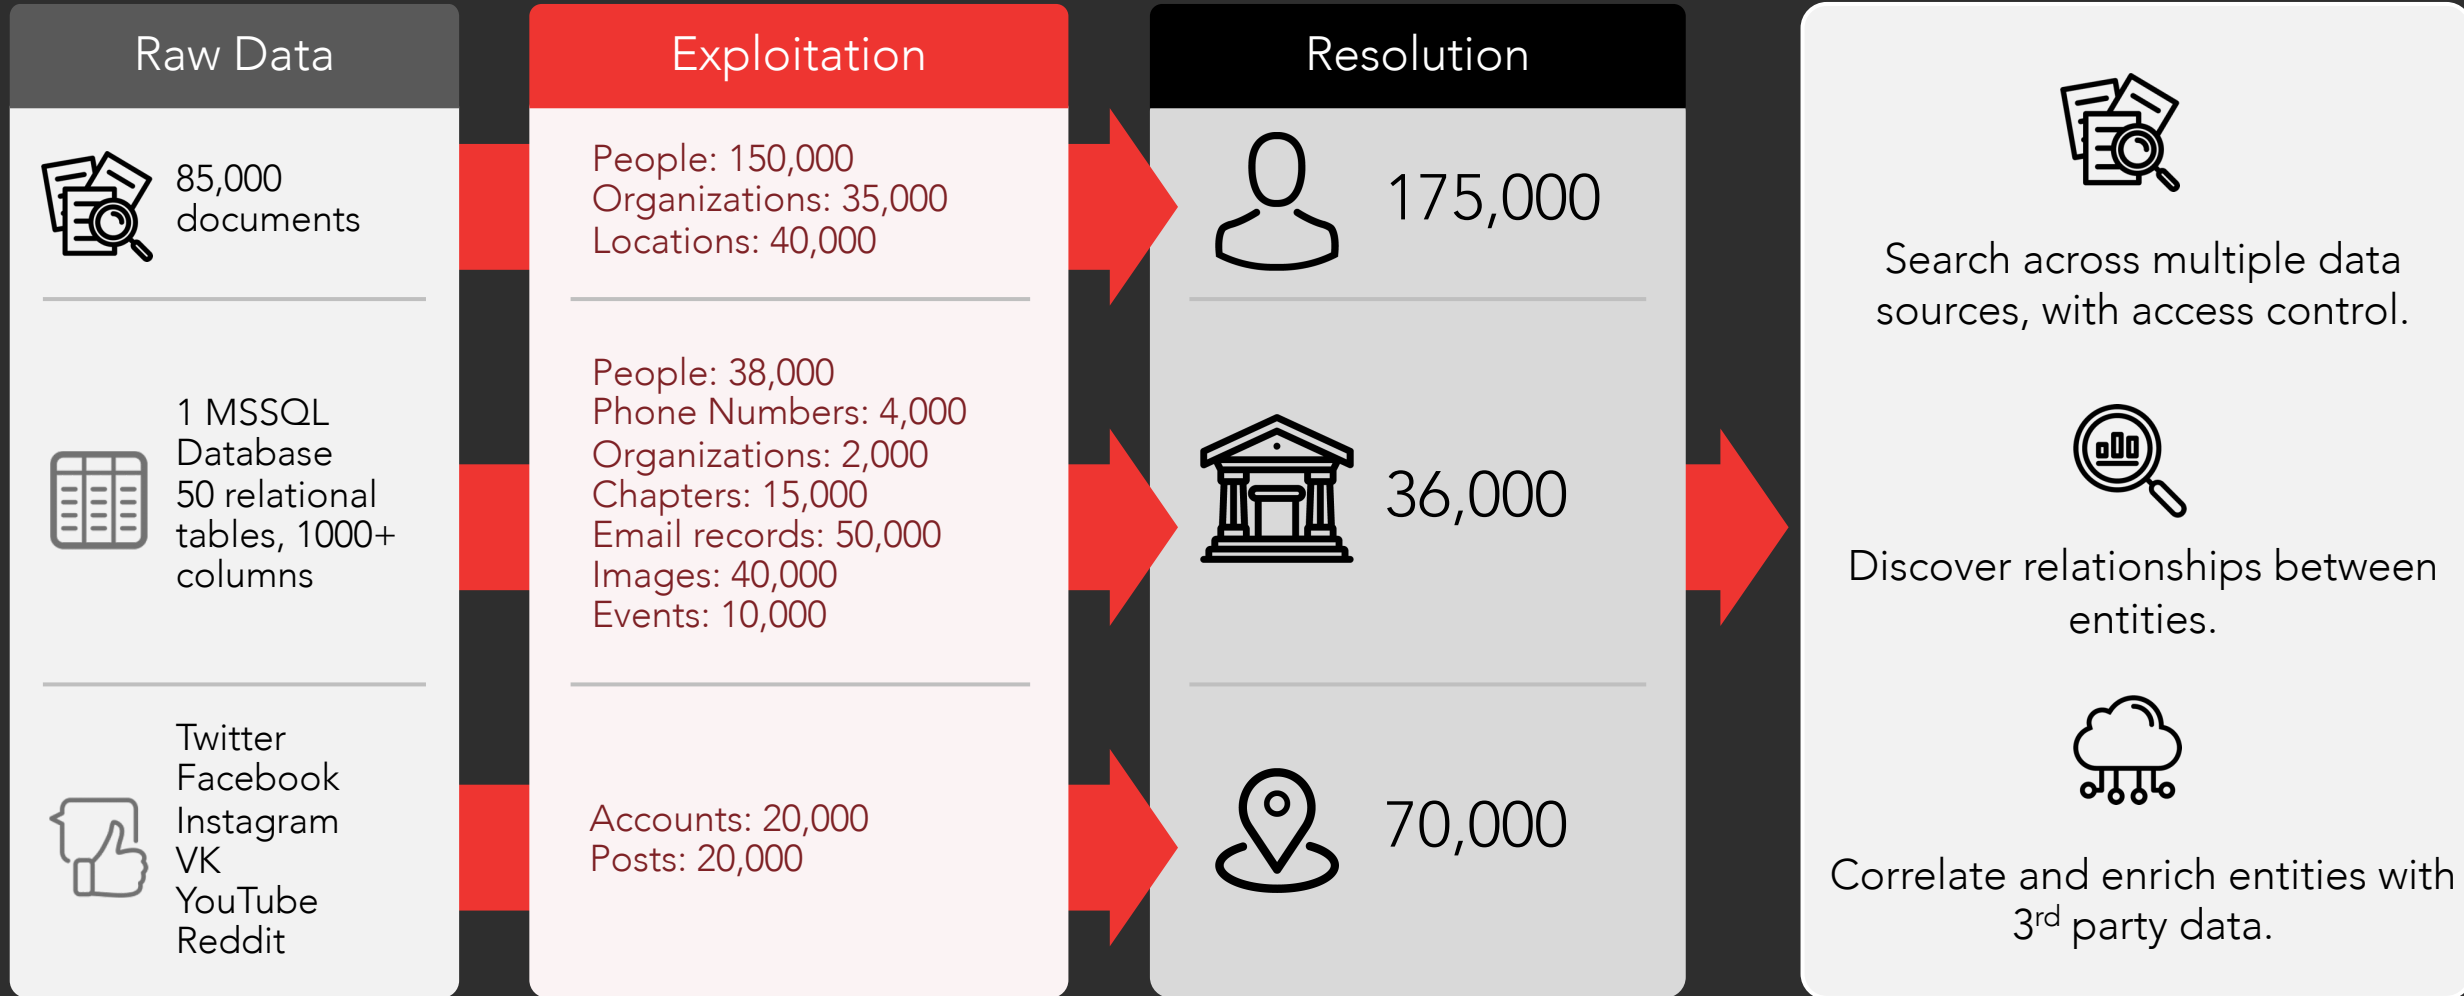 Raw Data
85,000
documents
1 MSSQL
Database
50 relational
tables, 1000+
columns
Twitter
Facebook
Instagram
VK
YouTube
Reddit
Exploitation
People: 150,000
Organizations: 35,000
Locations: 40,000
People: 38,000
Phone Numbers: 4,000
Organizations: 2,000
Chapters: 15,000
Email records: 50,000
Images: 40,000
Events: 10,000
Accounts: 20,000
Posts: 20,000
Resolution
175,000
36,000
70,000
Search across multiple data
sources, with access control.
Discover relationships between
entities.
Correlate and enrich entities with
3rd party data.